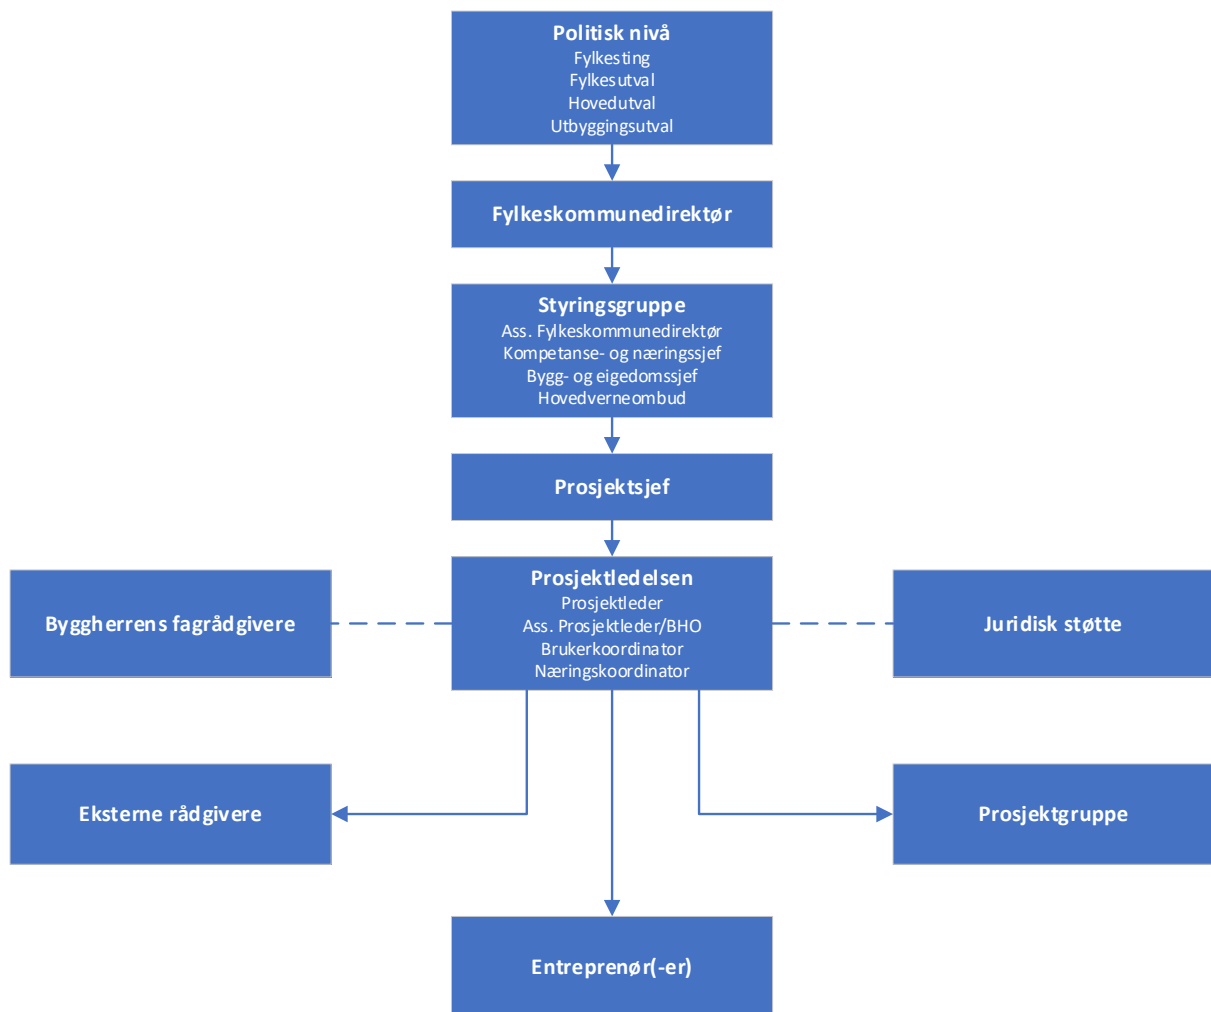 Politisk nivå
Fylkesting
Fylkesutval
Hovedutval
Utbyggingsutval
Fylkeskommunedirektør
Styringsgruppe
Ass. Fylkeskommunedirektør
Kompetanse- og næringssjef
Bygg- og eigedomssjef
Hovedverneombud
Prosjektsjef
Prosjektledelsen
Prosjektleder
Ass. Prosjektleder/BHO
Brukerkoordinator
Næringskoordinator
Byggherrens fagrådgivere
Juridisk støtte
Eksterne rådgivere
Prosjektgruppe
Entreprenør(-er)